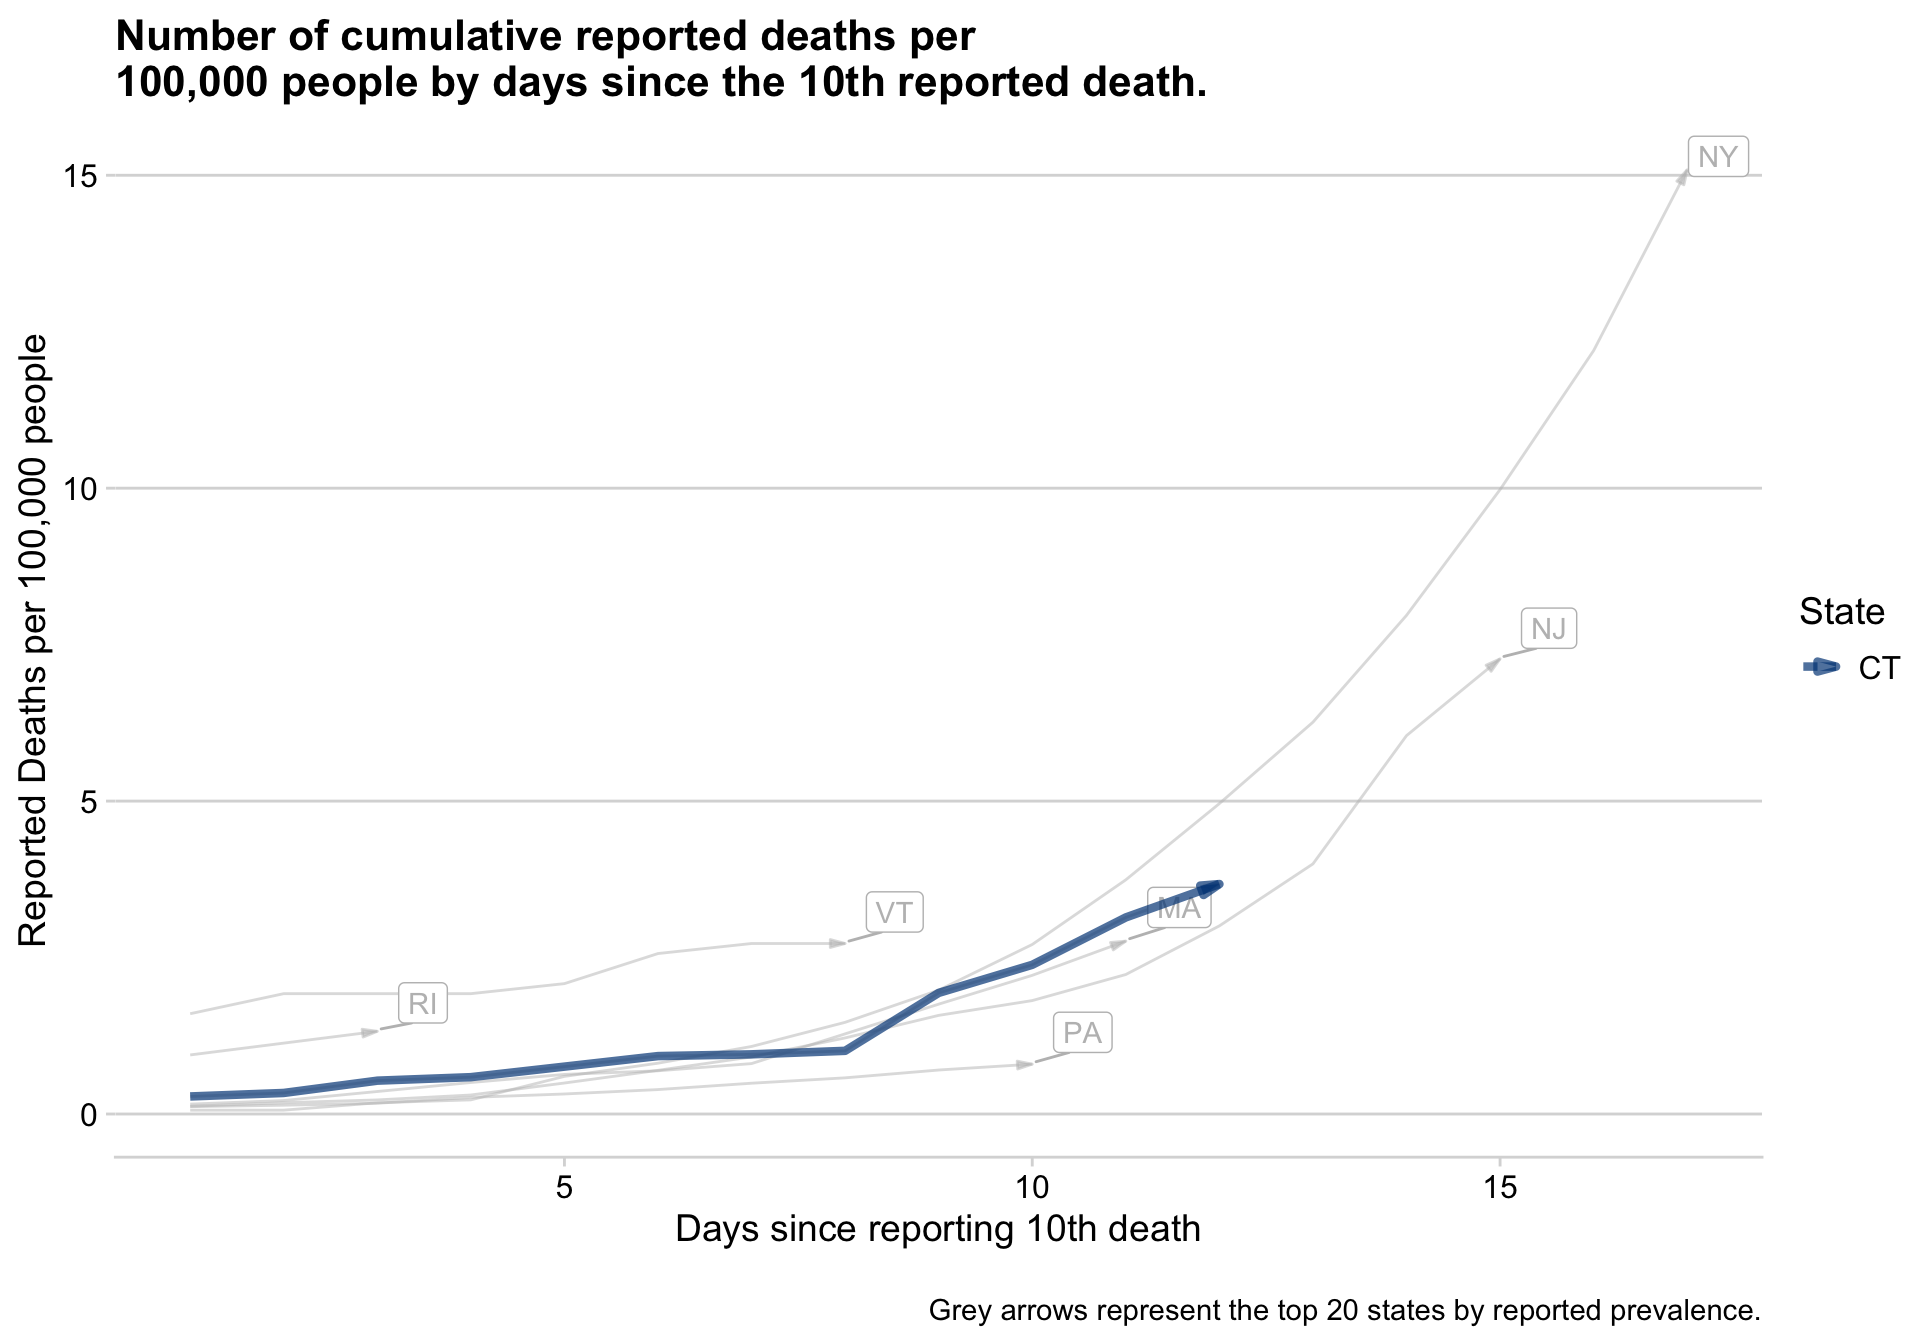 Number of cumulative reported deaths per
100,000 people by days since the 10th reported death.
Reported Deaths per 100,000 people
15
10
5
0
NY
NJ
VT
MA
RI
PA
State
CT
5
10
15
Days since reporting 10th death
Grey arrows represent the top 20 states by reported prevalence.